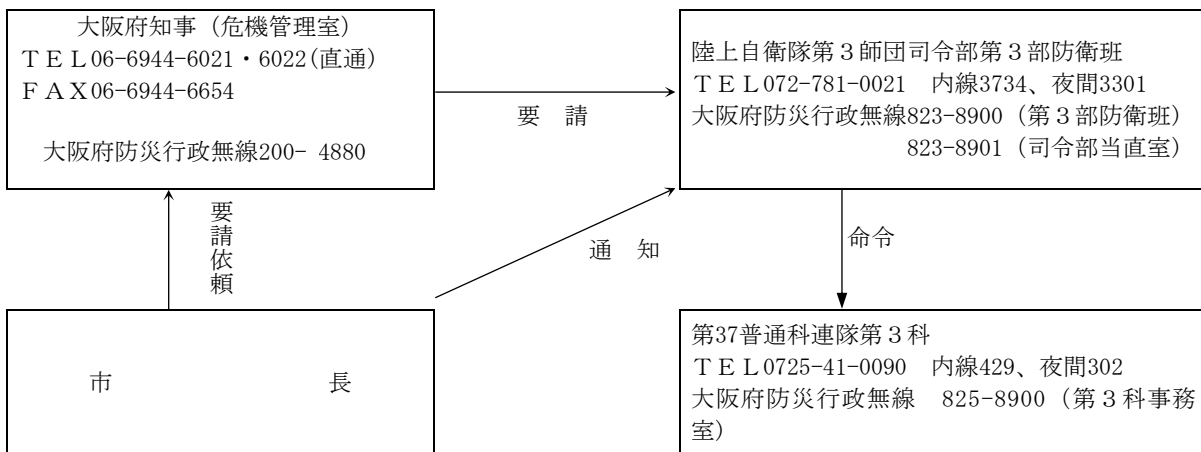 大阪府知事（危機管理室）
ＴＥＬ06-6944-6021・6022(直通)
ＦＡＸ06-6944-6654
大阪府防災行政無線200- 4880
要　請
陸上自衛隊第３師団司令部第３部防衛班
ＴＥＬ072-781-0021　内線3734、夜間3301
大阪府防災行政無線823-8900（第３部防衛班）
823-8901（司令部当直室）
要請依頼
通　知
命令
市　　　　　　　　　　長
第37普通科連隊第３科
ＴＥＬ0725-41-0090　内線429、夜間302
大阪府防災行政無線　825-8900（第３科事務
室）